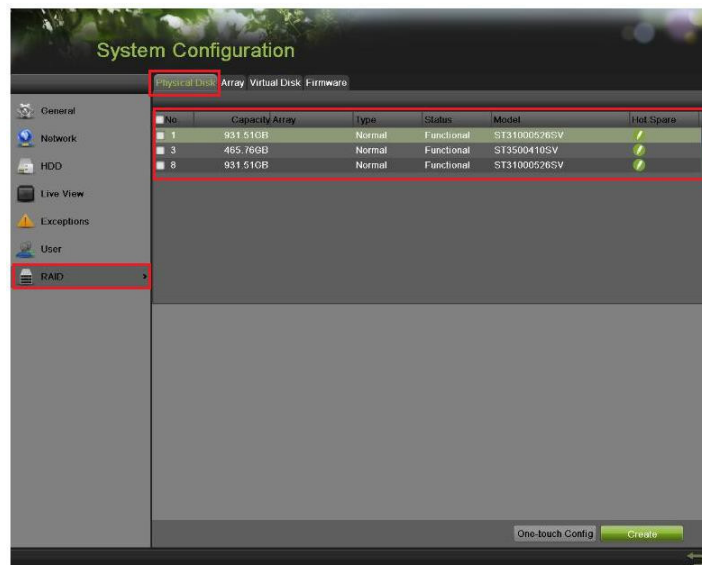 System Configuration
Physical Disk Array Virtual Disk Firmware
General
Network
HDD
Live View
Exceptions
User
RAID
No. Capacity Array Type Status Model Hot Spare
1 931.51GB Normal Functional ST31000526SV
3 465.76GB Normal Functional ST3500410SV
8 931.51GB Normal Functional ST31000526SV
One-touch Config Create